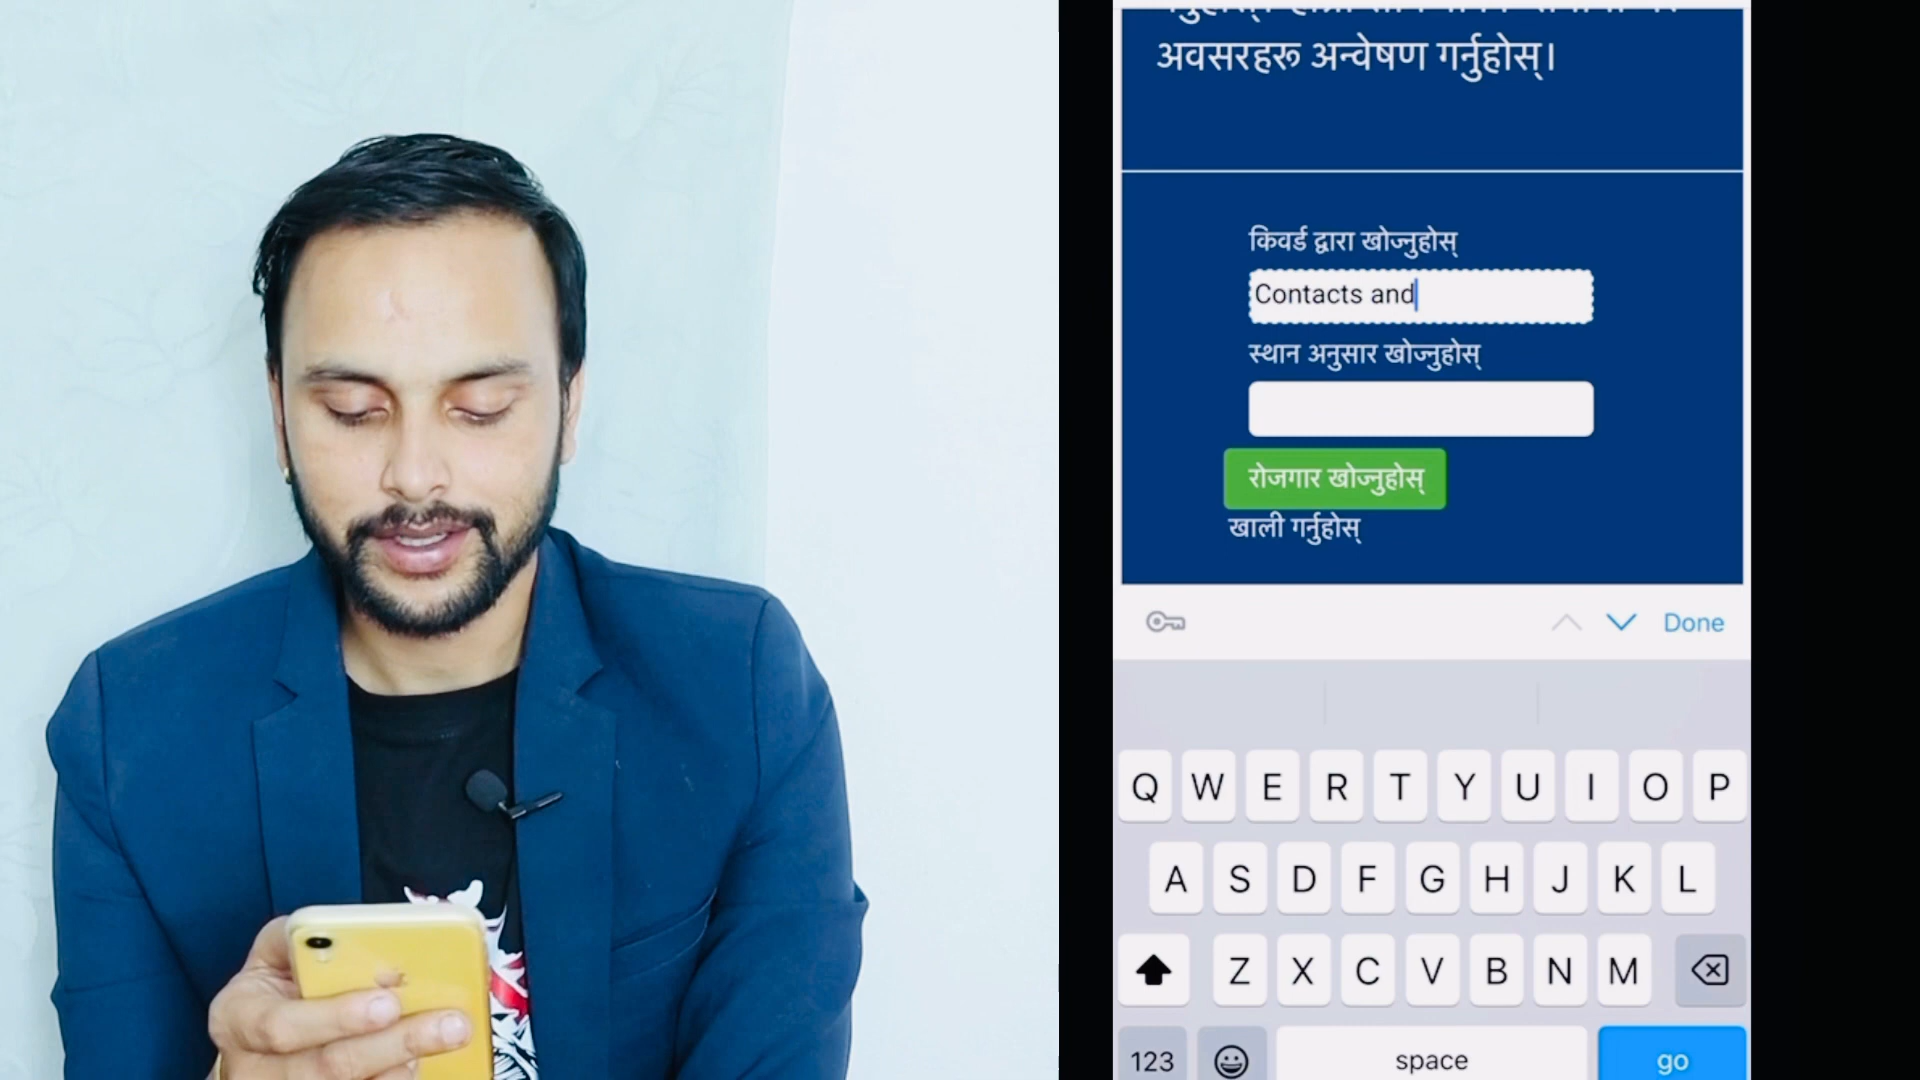 अवसरहरू अन्वेषण गर्नुहोस्।
किवर्ड द्वारा खोज्नुहोस्
Contacts and
स्थान अनुसार खोज्नुहोस्
रोजगार खोज्नुहोस्
खाली गर्नुहोस्
Done
Q W E R T Y U I O P
A S D F G H J K L
Z X C V B N M
123 space go